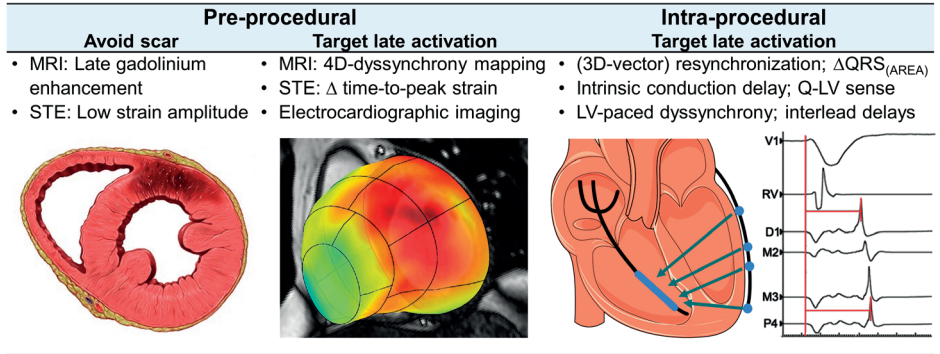 Pre-procedural
Intra-procedural
Avoid scar
Target late activation
Target late activation
• MRI: Late gadolinium
enhancement
• STE: Low strain amplitude
• MRI: 4D-dyssynchrony mapping
• STE: Δ time-to-peak strain
• Electrocardiographic imaging
• (3D-vector) resynchronization; ΔQRS(AREA)
• Intrinsic conduction delay; Q-LV sense
• LV-paced dyssynchrony; interlead delays
V1
RV
D1
M2
M3
P4